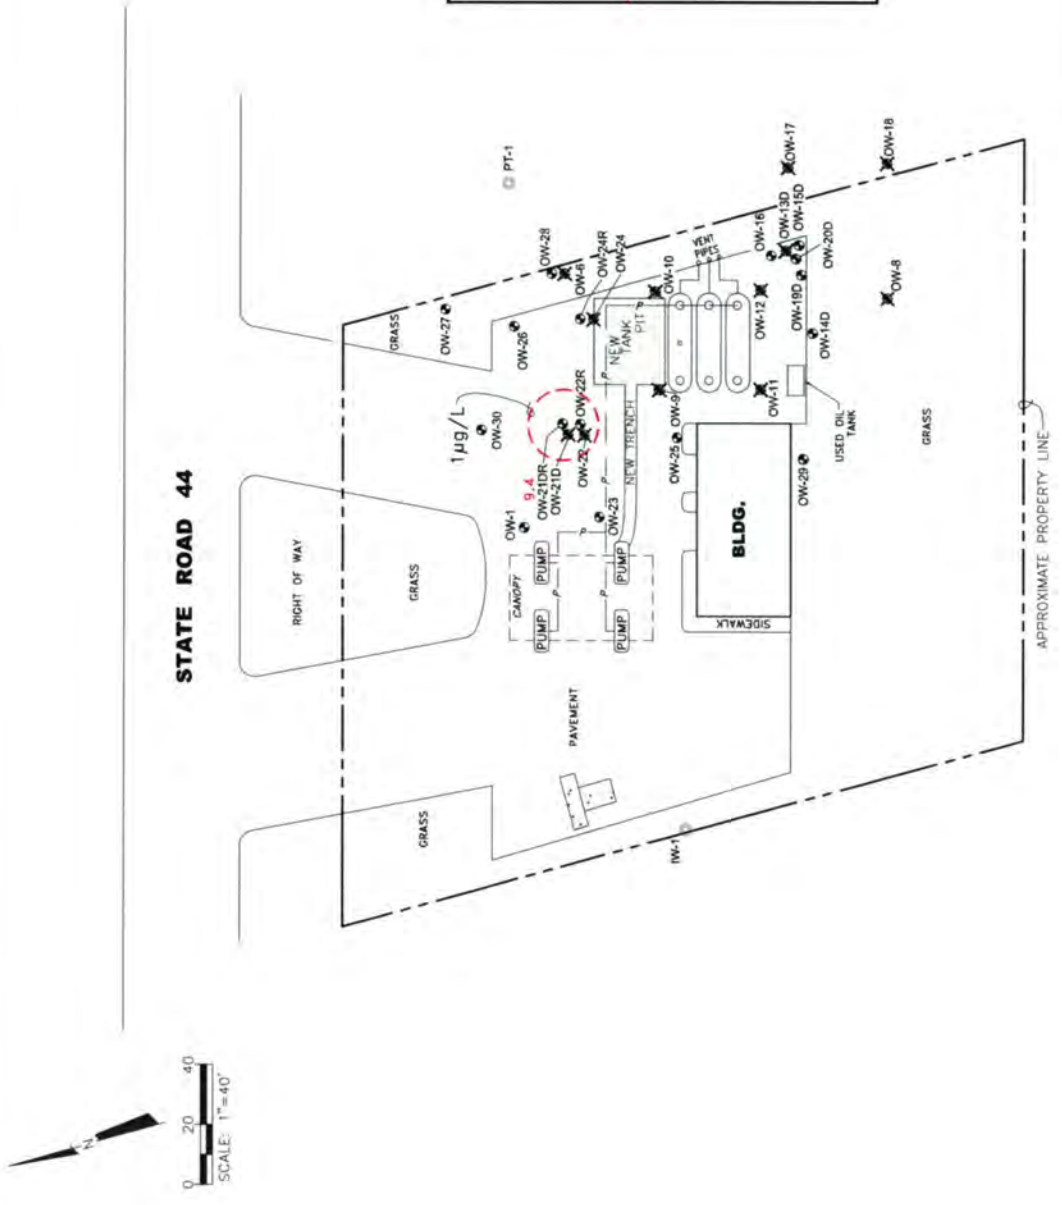 STATE ROAD 44
RIGHT OF WAY
GRASS
GRASS
GRASS
PT-1
OW-28
OW-6
OW-24R
OW-24
OW-27
OW-26
OW-10
VENT
PIPES
OW-16
OW-13D
OW-15D
OW-17
OW-18
OW-20D
OW-19D
OW-12
OW-14D
OW-8
NEW
TANK
PIT
P
P
P
P
P
P
1µg/L
OW-30
OW-22R
OW-21DR
9.4
OW-21D
OW-22
OW-9
OW-11
NEW TRENCH
OW-25
USED OIL
TANK
OW-29
GRASS
OW-1
OW-23
CANOPY
PUMP
PUMP
PUMP
PUMP
BLDG.
SIDEWALK
PAVEMENT
IW-1
APPROXIMATE PROPERTY LINE
N
0 20 40
SCALE: 1"=40'